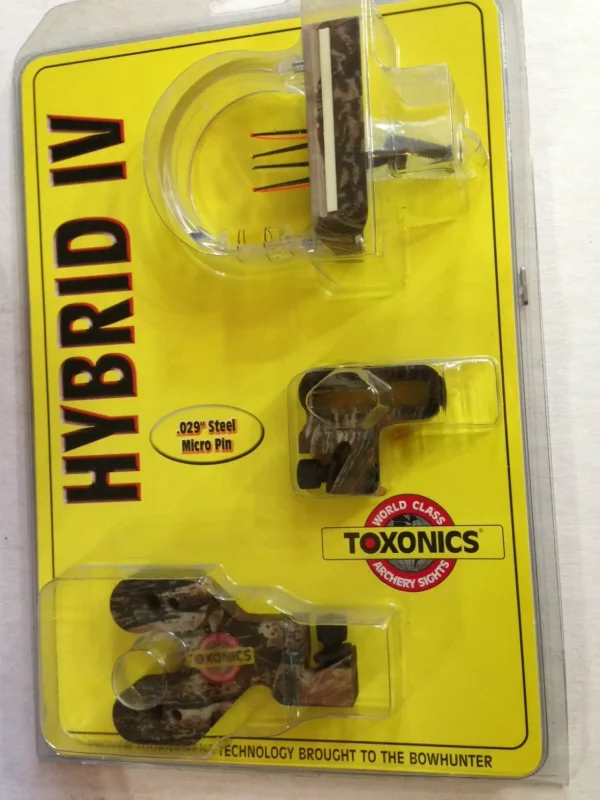 HYBRID IV
.029" Steel
Micro Pin
WORLD CLASS
TOXONICS®
ARCHERY SIGHTS
TOXONICS
TECHNOLOGY BROUGHT TO THE BOWHUNTER